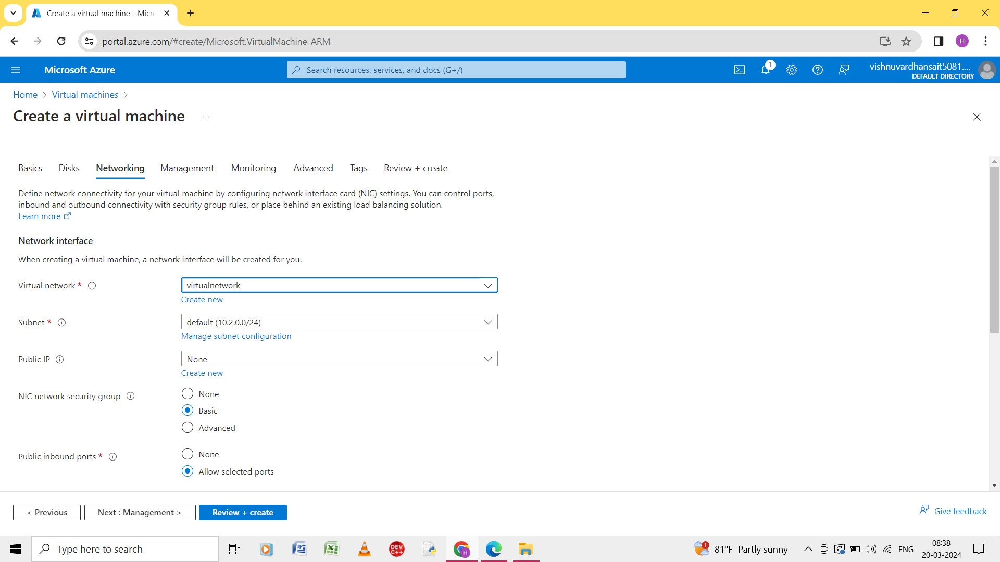 Create a virtual machine - Micro
portal.azure.com/#create/Microsoft.VirtualMachine-ARM
H
Microsoft Azure
Search resources, services, and docs (G+/)
1
vishnuvardhansait5081....
DEFAULT DIRECTORY
Home > Virtual machines >
Create a virtual machine ...
Basics Disks Networking Management Monitoring Advanced Tags Review + create
Define network connectivity for your virtual machine by configuring network interface card (NIC) settings. You can control ports,
inbound and outbound connectivity with security group rules, or place behind an existing load balancing solution.
Learn more
Network interface
When creating a virtual machine, a network interface will be created for you.
Virtual network *
virtualnetwork
Create new
Subnet *
default (10.2.0.0/24)
Manage subnet configuration
Public IP
None
Create new
NIC network security group
None
Basic
Advanced
Public inbound ports *
None
Allow selected ports
< Previous
Next : Management >
Review + create
Give feedback
Type here to search
DEV C++
H
1
81°F Partly sunny
ENG
08:38
20-03-2024